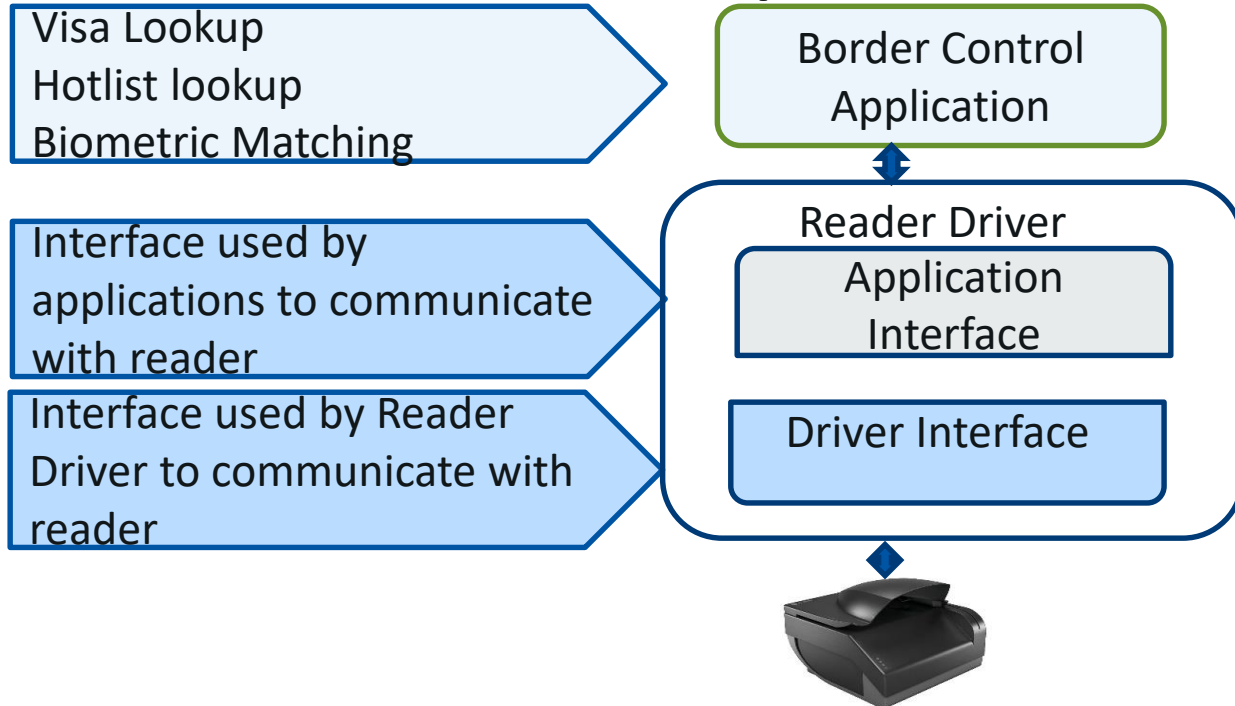 Visa Lookup
Hotlist lookup
Biometric Matching
Border Control
Application
Interface used by
applications to communicate
with reader
Reader Driver
Application
Interface
Interface used by Reader
Driver to communicate with
reader
Driver Interface